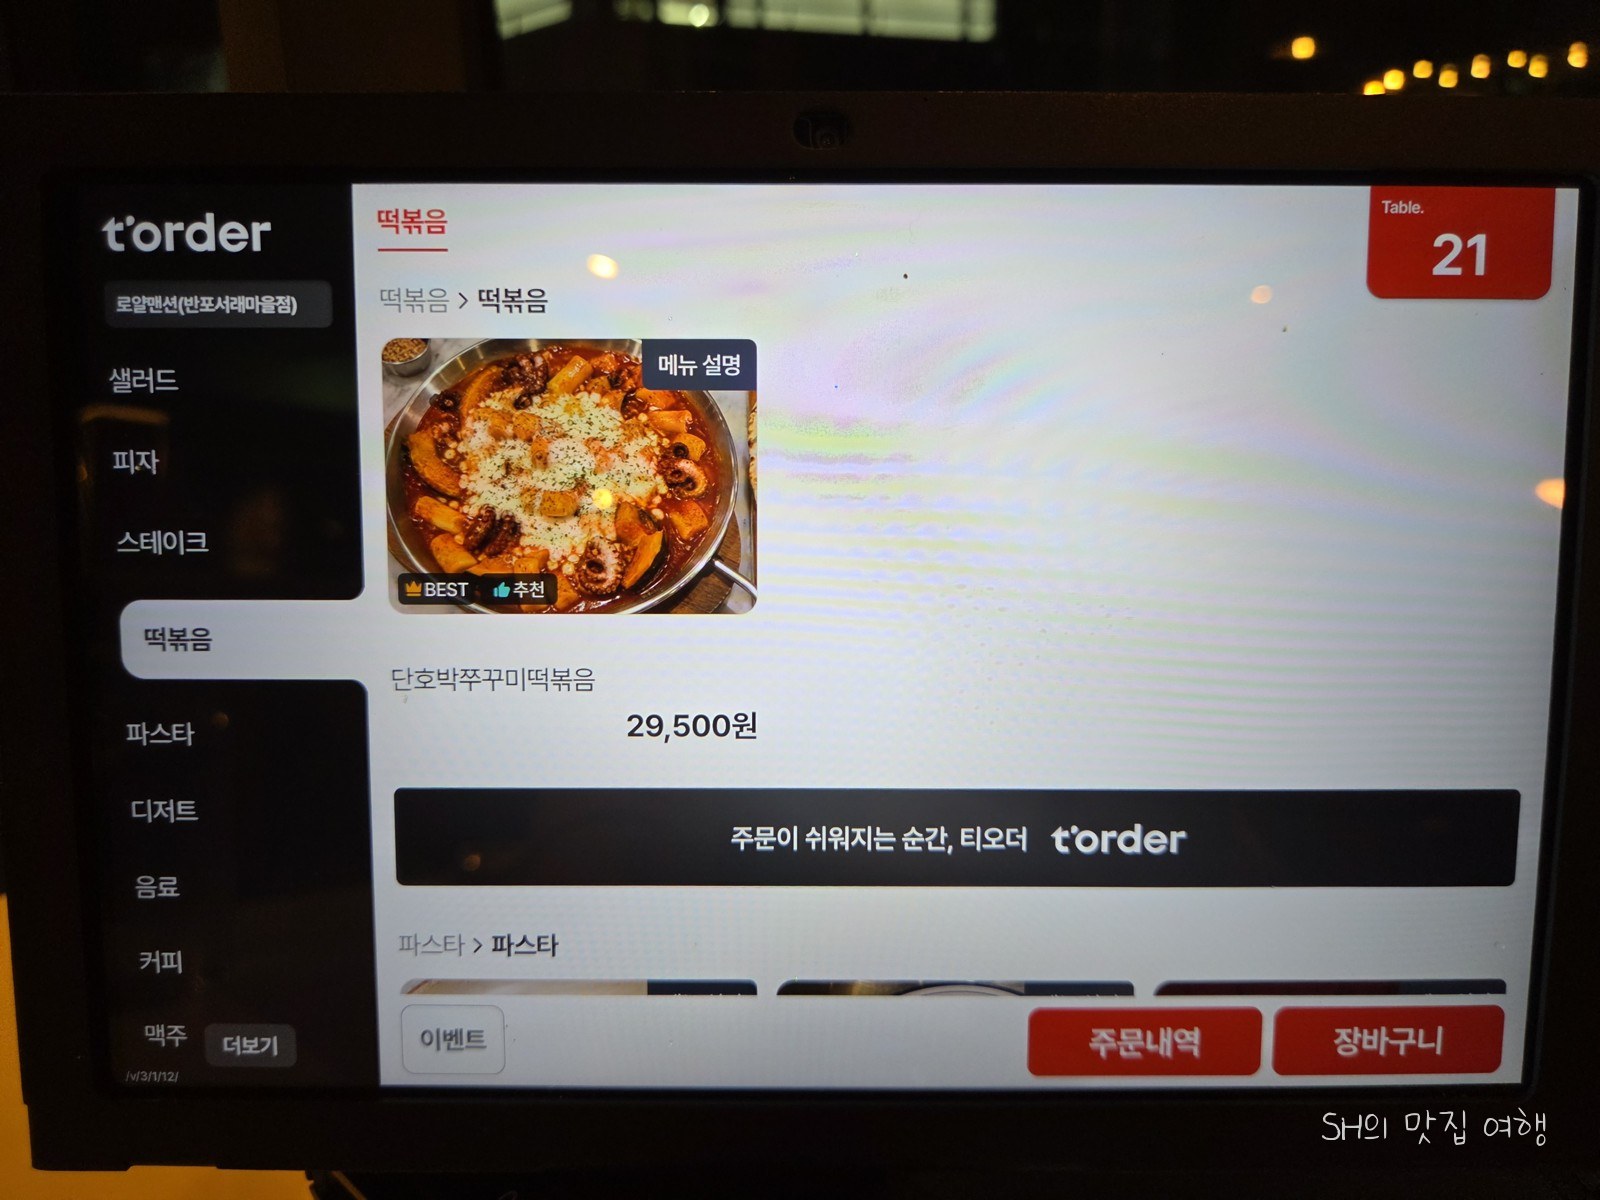 t'order
로얄맨션(반포서래마을점)
샐러드
피자
스테이크
떡볶음
파스타
디저트
음료
커피
맥주
더보기
/v/3/1/12/
떡볶음
Table.
21
떡볶음 > 떡볶음
메뉴 설명
BEST
추천
단호박쭈꾸미떡볶음
29,500원
주문이 쉬워지는 순간, 티오더 t'order
파스타 > 파스타
이벤트
주문내역
장바구니
SH의 맛집 여행